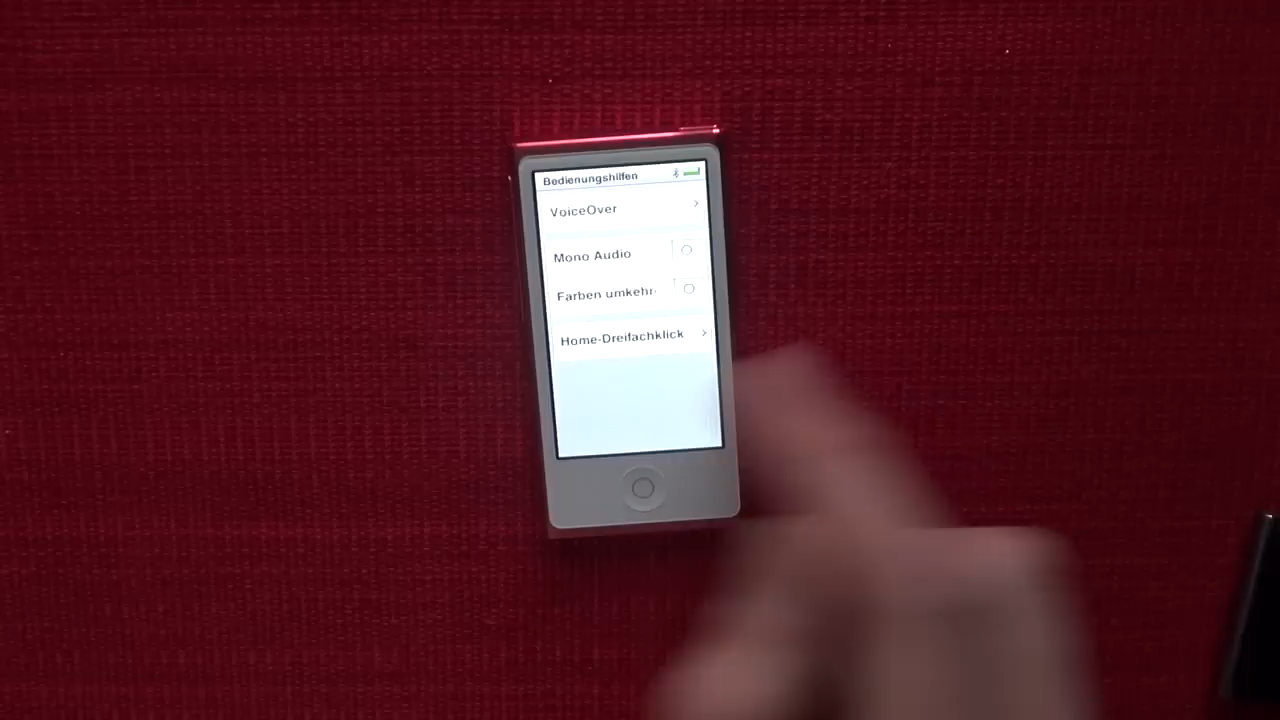 Bedienungshilfen
VoiceOver
Mono Audio
Farben umkehr
Home-Dreifachklick